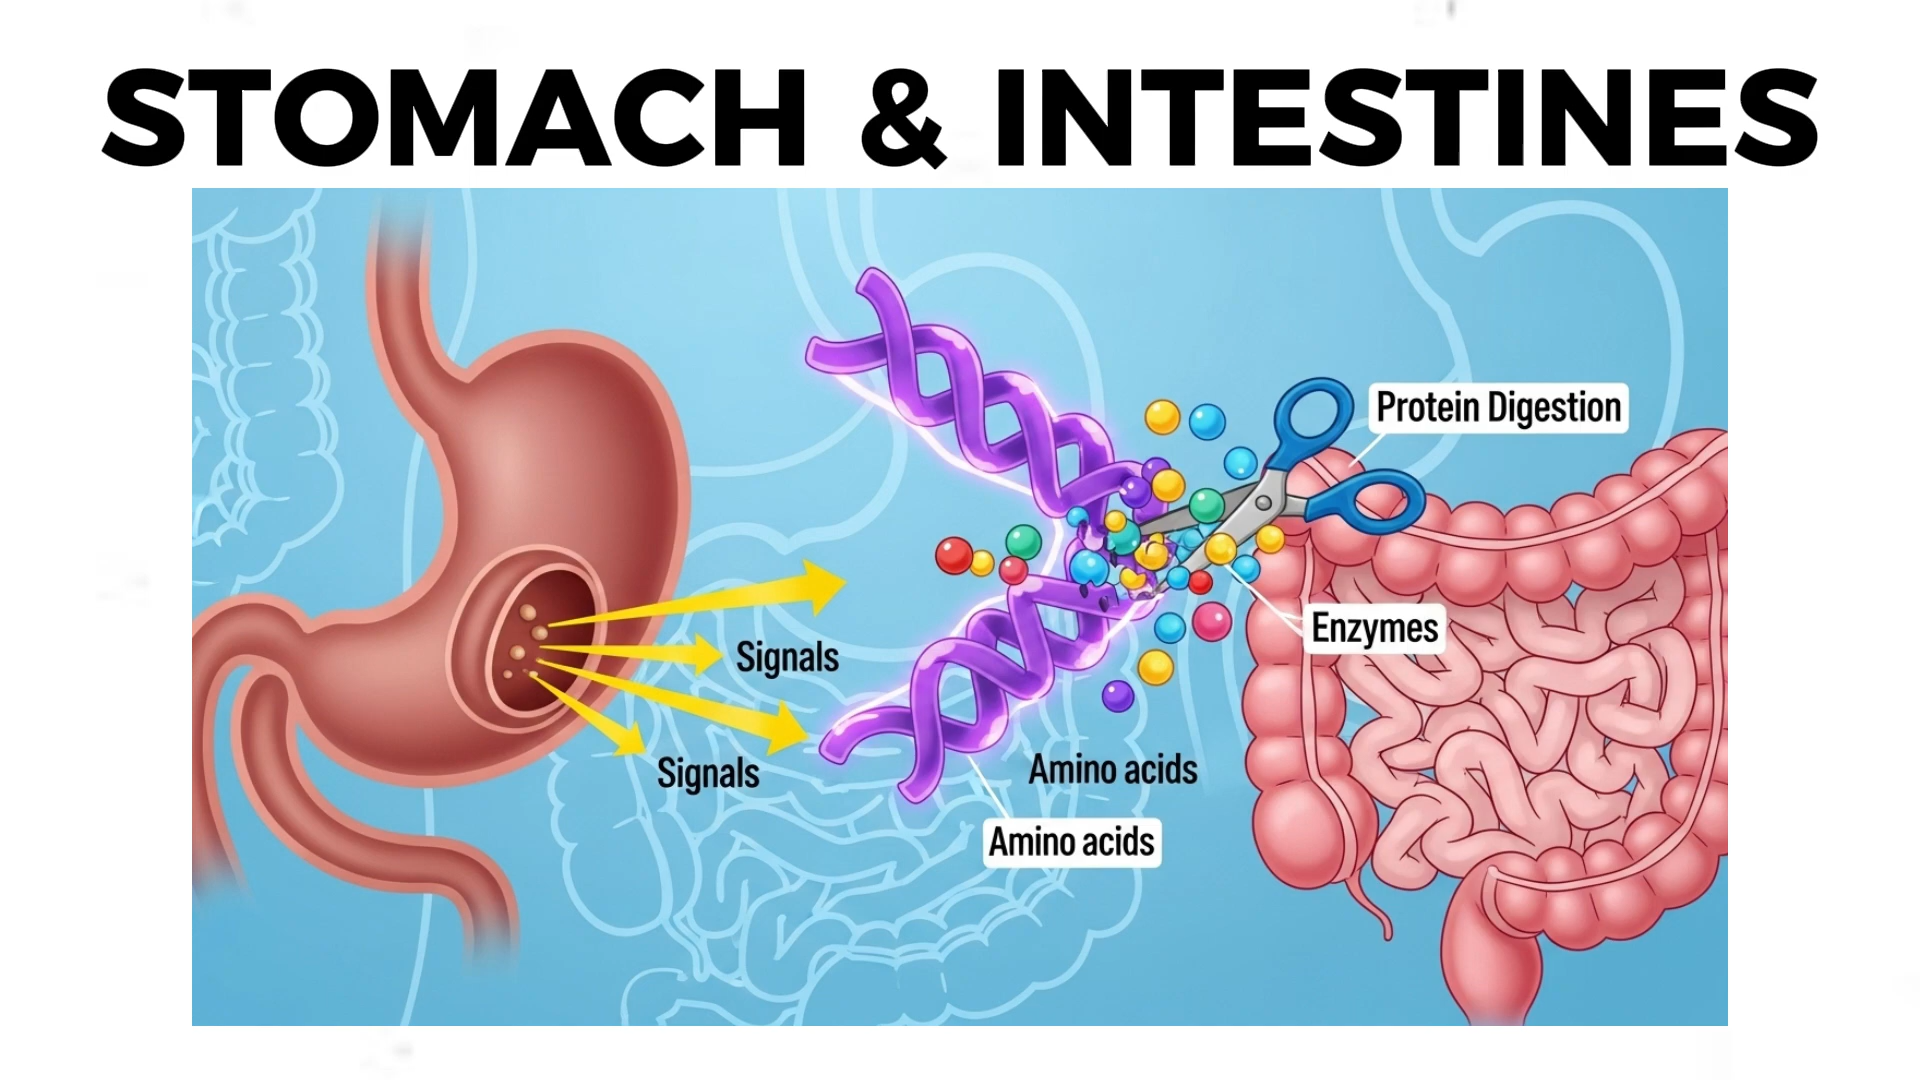 STOMACH & INTESTINES
Protein Digestion
Enzymes
Signals
Signals
Amino acids
Amino acids